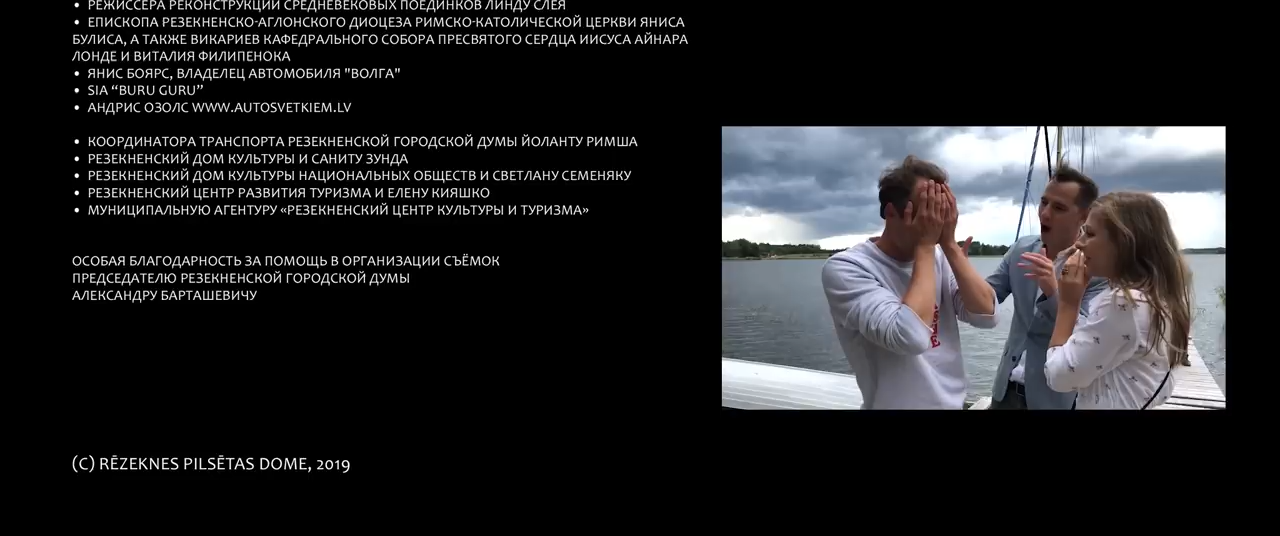 • РЕЖИССЕРА РЕКОНСТРУКЦИИ СРЕДНЕВЕКОВЫХ ПОЕДИНКОВ ЛИНДУ СЛЕЯ
• ЕПИСКОПА РЕЗЕКНЕНСКО-АГЛОНСКОГО ДИОЦЕЗА РИМСКО-КАТОЛИЧЕСКОЙ ЦЕРКВИ ЯНИСА
БУЛИСА, А ТАКЖЕ ВИКАРИЕВ КАФЕДРАЛЬНОГО СОБОРА ПРЕСВЯТОГО СЕРДЦА ИИСУСА АЙНАРА
ЛОНДЕ И ВИТАЛИЯ ФИЛИПЕНОКА
• ЯНИС БОЯРС, ВЛАДЕЛЕЦ АВТОМОБИЛЯ "ВОЛГА"
• SIA “BURU GURU”
• АНДРИС ОЗОЛС WWW.AUTOSVETKIEM.LV
• КООРДИНАТОРА ТРАНСПОРТА РЕЗЕКНЕНСКОЙ ГОРОДСКОЙ ДУМЫ ЙОЛАНТУ РИМША
• РЕЗЕКНЕНСКИЙ ДОМ КУЛЬТУРЫ И САНИТУ ЗУНДА
• РЕЗЕКНЕНСКИЙ ДОМ КУЛЬТУРЫ НАЦИОНАЛЬНЫХ ОБЩЕСТВ И СВЕТЛАНУ СЕМЕНЯКУ
• РЕЗЕКНЕНСКИЙ ЦЕНТР РАЗВИТИЯ ТУРИЗМА И ЕЛЕНУ КИЯШКО
• МУНИЦИПАЛЬНУЮ АГЕНТУРУ «РЕЗЕКНЕНСКИЙ ЦЕНТР КУЛЬТУРЫ И ТУРИЗМА»
ОСОБАЯ БЛАГОДАРНОСТЬ ЗА ПОМОЩЬ В ОРГАНИЗАЦИИ СЪЁМОК
ПРЕДСЕДАТЕЛЮ РЕЗЕКНЕНСКОЙ ГОРОДСКОЙ ДУМЫ
АЛЕКСАНДРУ БАРТАШЕВИЧУ
(C) RĒZEKNES PILSĒTAS DOME, 2019